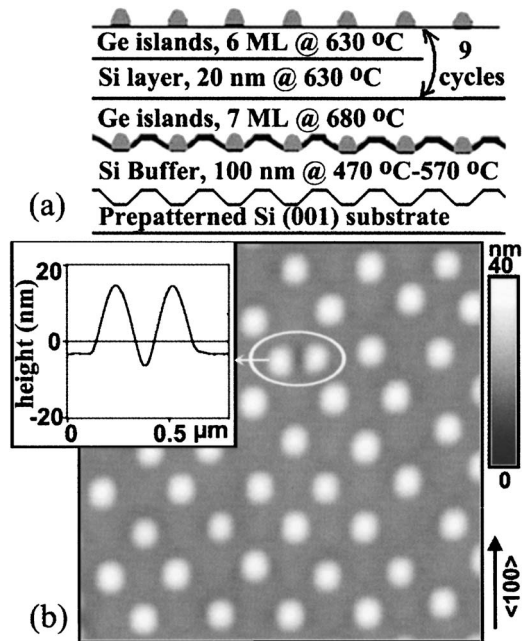 Ge islands, 6 ML @ 630 ºC
9
Si layer, 20 nm @ 630 ºC
cycles
Ge islands, 7 ML @ 680 ºC
Si Buffer, 100 nm @ 470 ºC-570 ºC
(a)
Prepatterned Si (001) substrate
nm
40
20
0
-20
height (nm)
0
0.5
µm
0
<100>
(b)